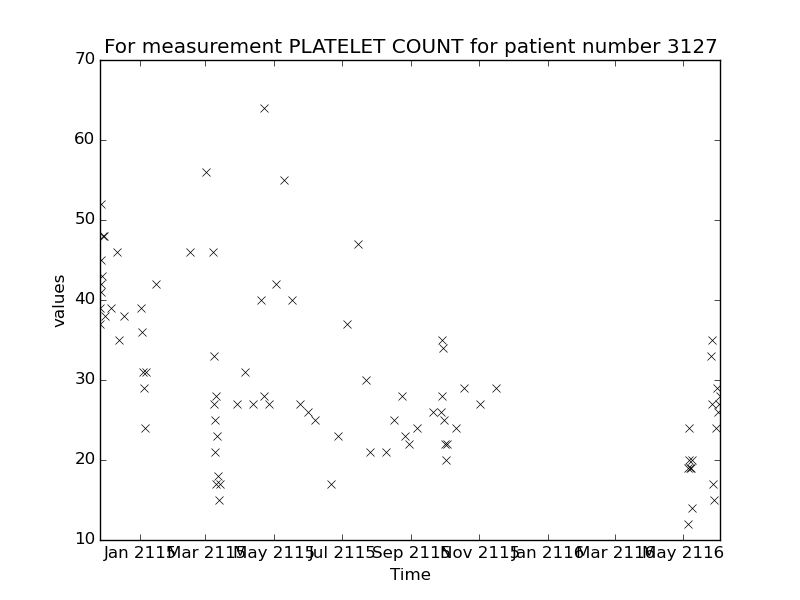 For measurement PLATELET COUNT for patient number 3127
70
60
50
40
30
20
10
values
Jan 2115 Mar 2115 May 2115 Jul 2115 Sep 2115 Nov 2115 Jan 2116 Mar 2116 May 2116
Time